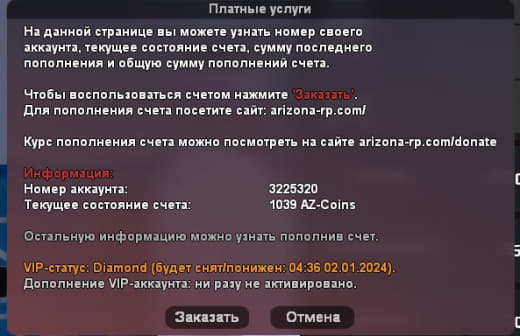 Платные услуги
На данной странице вы можете узнать номер своего
аккаунта, текущее состояние счета, сумму последнего
пополнения и общую сумму пополнений счета.
Чтобы воспользоваться счетом нажмите 'Заказать'.
Для пополнения счета посетите сайт: arizona-rp.com/
Курс пополнения счета можно посмотреть на сайте arizona-rp.com/donate
Информация:
Номер аккаунта: 3225320
Текущее состояние счета: 1039 AZ-Coins
Остальную информацию можно узнать пополнив счет.
VIP-статус: Diamond (будет снят/понижен: 04:36 02.01.2024).
Дополнение VIP-аккаунта: ни разу не активировано.
Заказать Отмена